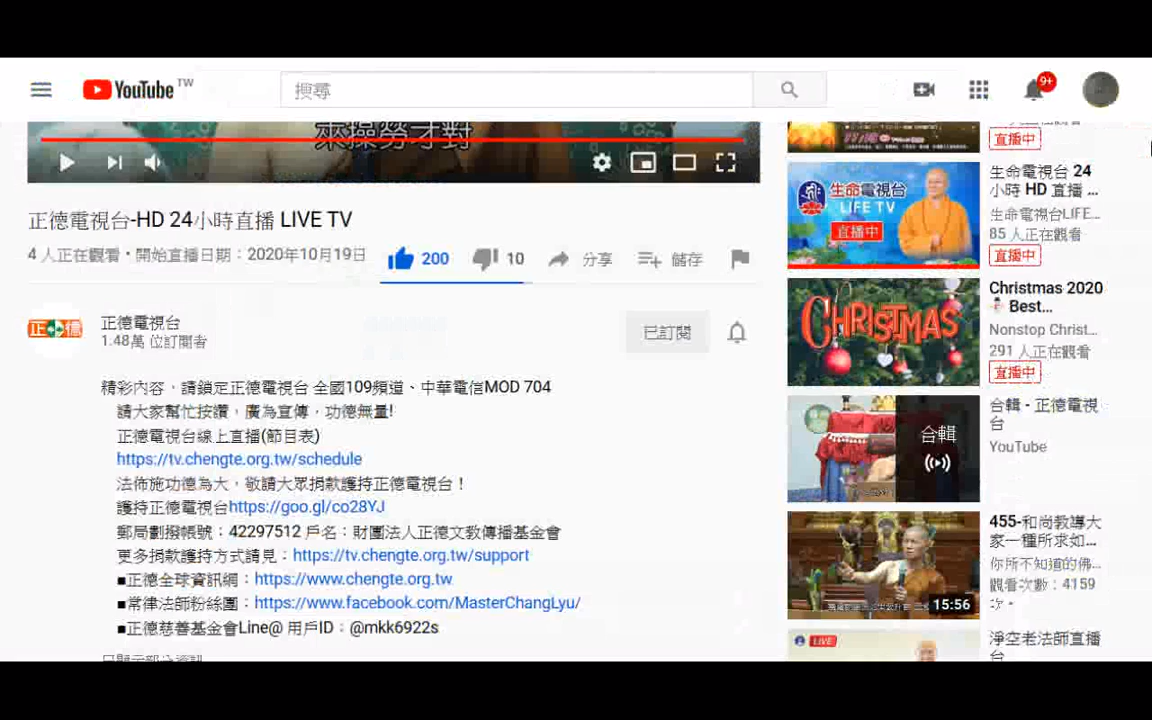 YouTube TW
搜尋
9+
來操勞才對
正德電視台-HD 24小時直播 LIVE TV
4 人正在觀看・開始直播日期：2020年10月19日
200
10
分享
儲存
正德
正德電視台
1.48萬 位訂閱者
已訂閱
精彩內容，請鎖定正德電視台 全國109頻道、中華電信MOD 704
請大家幫忙按讚，廣為宣傳，功德無量!
正德電視台線上直播(節目表)
https://tv.chengte.org.tw/schedule
法佈施功德為大，敬請大眾捐款護持正德電視台！
護持正德電視台https://goo.gl/co28YJ
郵局劃撥帳號：42297512 戶名：財團法人正德文教傳播基金會
更多捐款護持方式請見：https://tv.chengte.org.tw/support
■正德全球資訊網：https://www.chengte.org.tw
■常律法師粉絲團：https://www.facebook.com/MasterChangLyu/
■正德慈善基金會Line@ 用戶ID：@mkk6922s
只顯示部分資訊
直播中
生命電視台
LIFE TV
直播中
生命電視台 24
小時 HD 直播 ...
生命電視台LIFE...
85 人正在觀看
直播中
CHRISTMAS
Christmas 2020
Best...
Nonstop Christ...
291 人正在觀看
直播中
合輯
合輯 - 正德電視
台
YouTube
15:56
455-和尚教導大
家一種所求如...
你所不知道的佛...
觀看次數：4159
LIVE
淨空老法師直播
台